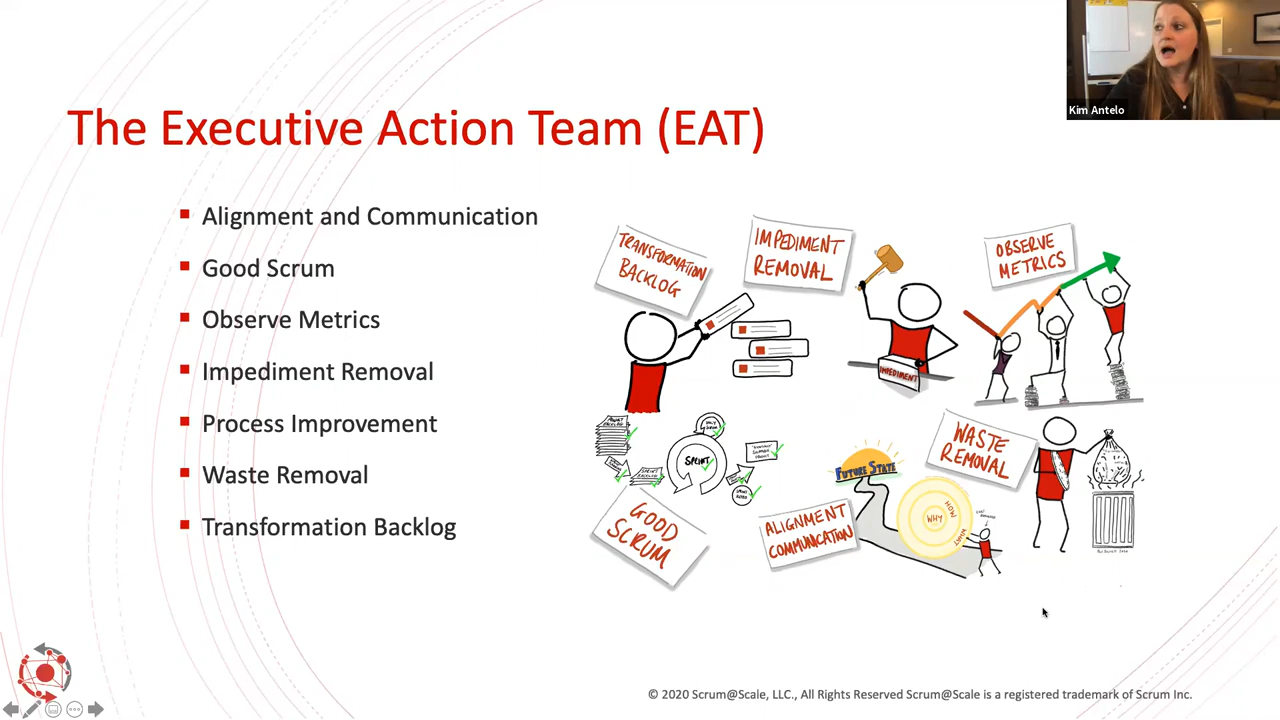 Kim Antelo
The Executive Action Team (EAT)
Alignment and Communication
Good Scrum
Observe Metrics
Impediment Removal
Process Improvement
Waste Removal
Transformation Backlog
TRANSFORMATION
BACKLOG
IMPEDIMENT
REMOVAL
OBSERVE
METRICS
IMPEDIMENT
SPRINT
GOOD
SCRUM
FUTURE STATE
WHY
HOW
WHAT
ALIGNMENT
COMMUNICATION
WASTE
REMOVAL
© 2020 Scrum@Scale, LLC., All Rights Reserved Scrum@Scale is a registered trademark of Scrum Inc.